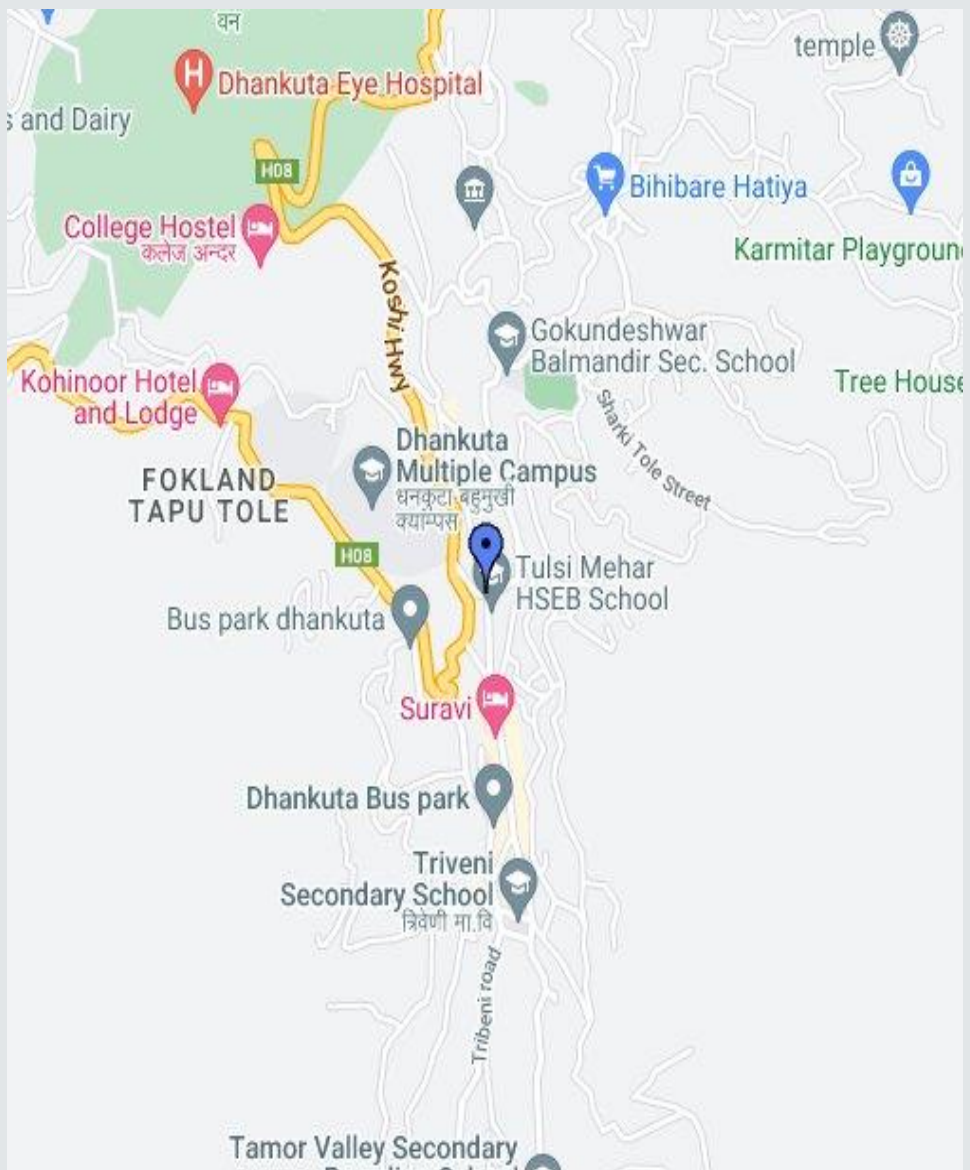 वन
temple
Dhankuta Eye Hospital
s and Dairy
H08
Bihibare Hatiya
College Hostel
कलेज अन्दर
Karmitar Playground
Koshi Hwy
Gokundeshwar
Balmandir Sec. School
Kohinoor Hotel
and Lodge
Tree House
Sharki Tole Street
Dhankuta
Multiple Campus
धनकुटा बहुमुखी
क्याम्पस
FOKLAND
TAPU TOLE
H08
Tulsi Mehar
HSEB School
Bus park dhankuta
Suravi
Dhankuta Bus park
Triveni
Secondary School
त्रिवेणी मा.वि
Tribeni road
Tamor Valley Secondary